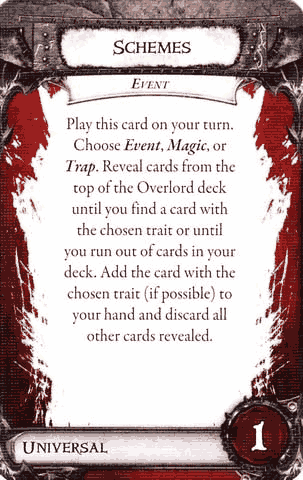 Schemes
Event
Play this card on your turn.
Choose Event, Magic, or
Trap. Reveal cards from the
top of the Overlord deck
until you find a card with
the chosen trait or until
you run out of cards in your
deck. Add the card with the
chosen trait (if possible) to
your hand and discard all
other cards revealed.
Universal
1